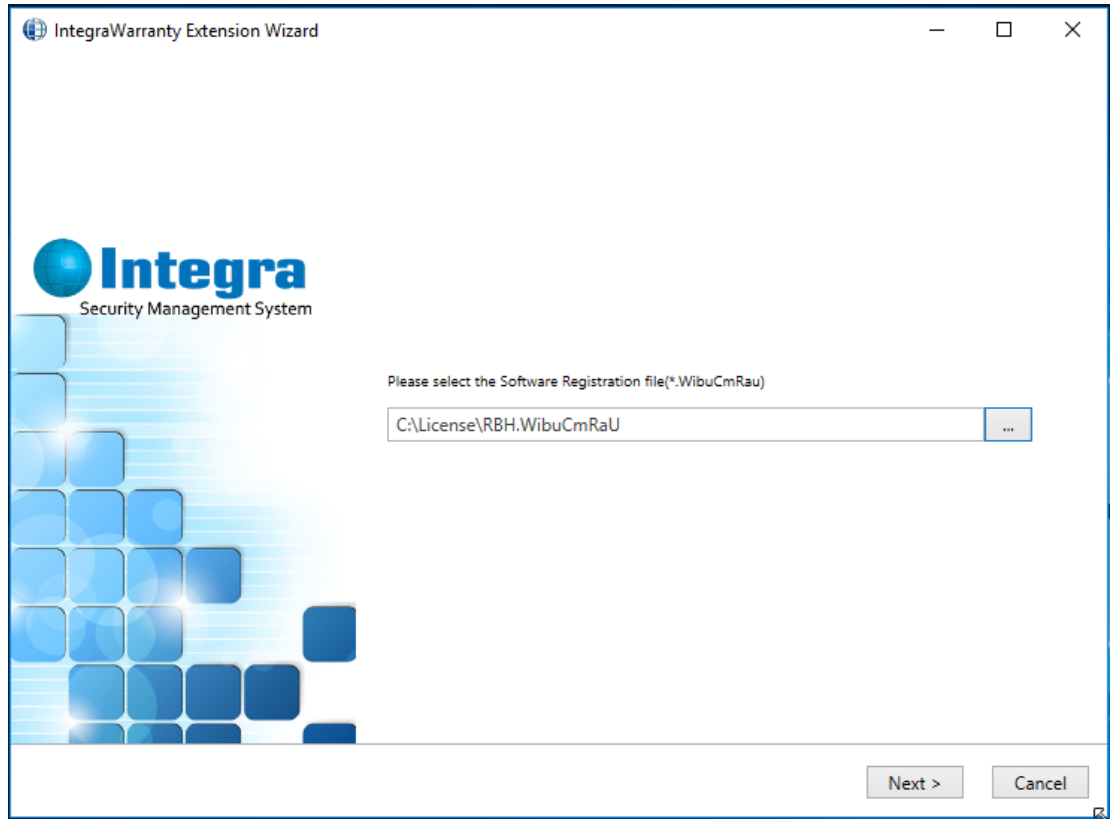 IntegraWarranty Extension Wizard
Integra
Security Management System
Please select the Software Registration file(*.WibuCmRau)
C:\License\RBH.WibuCmRaU
...
Next >
Cancel